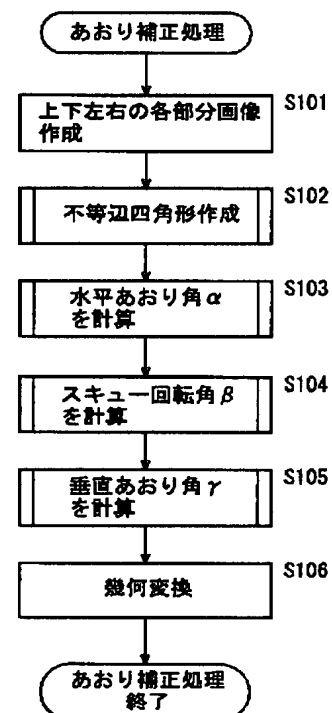 あおり補正処理
上下左右の各部分画像
作成
S101
不等辺四角形作成
S102
水平あおり角α
を計算
S103
スキュー回転角β
を計算
S104
垂直あおり角γ
を計算
S105
幾何変換
S106
あおり補正処理
終了